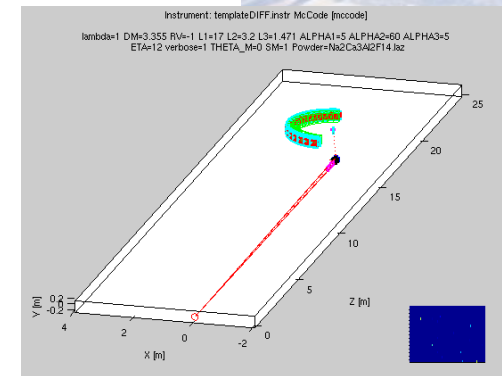 Instrument: templateDIFF.instr McCode [mccode]
lambda=1 DM=3.355 RV=-1 L1=17 L2=3.2 L3=1.471 ALPHA1=5 ALPHA2=60 ALPHA3=5
ETA=12 verbose=1 THETA_M=0 SM=1 Powder=Na2Ca3Al2F14.laz
25
20
15
10
5
0
Z [m]
0.2
0
-0.2
Y [m]
4
2
0
-2
X [m]